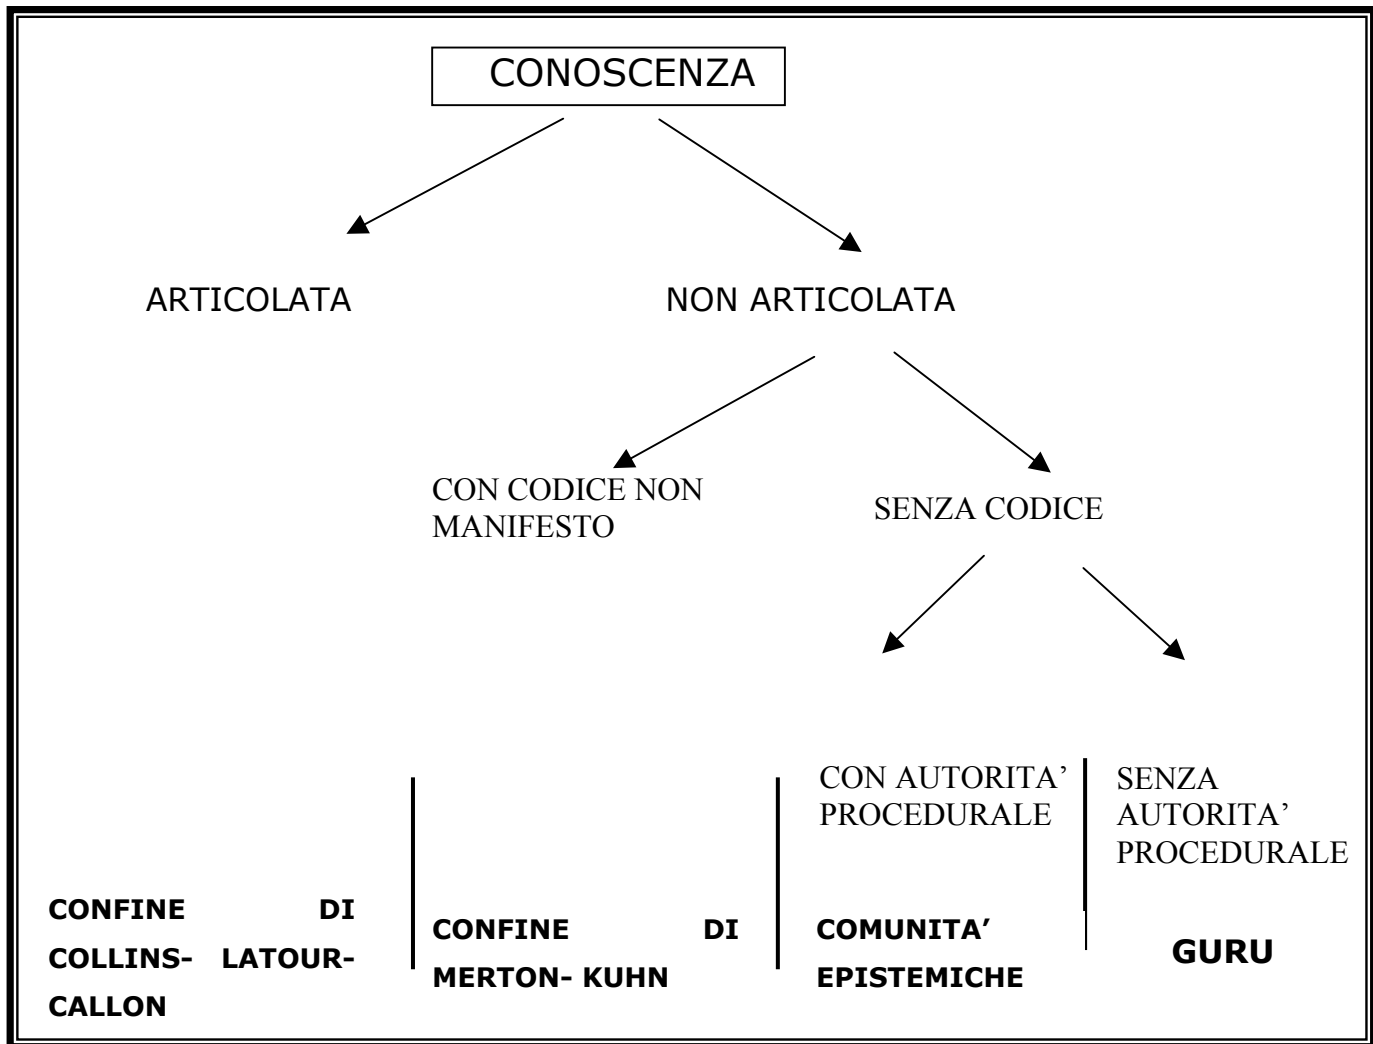 CONOSCENZA
ARTICOLATA
NON ARTICOLATA
CON CODICE NON
MANIFESTO
SENZA CODICE
CON AUTORITA’
PROCEDURALE
SENZA
AUTORITA’
PROCEDURALE
CONFINE DI
COLLINS- LATOUR-
CALLON
CONFINE DI
MERTON- KUHN
COMUNITA’
EPISTEMICHE
GURU